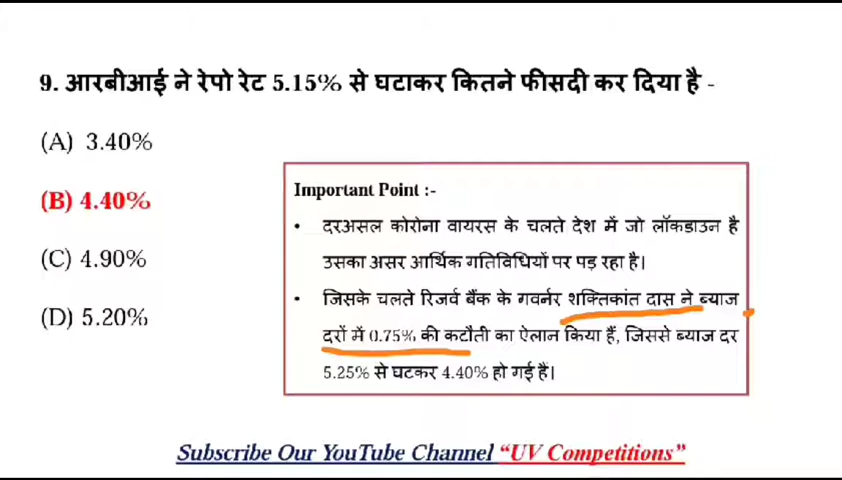 9. आरबीआई ने रेपो रेट 5.15% से घटाकर कितने फीसदी कर दिया है -
(A) 3.40%
(B) 4.40%
(C) 4.90%
(D) 5.20%
Important Point :-
• दरअसल कोरोना वायरस के चलते देश में जो लॉकडाउन है
उसका असर आर्थिक गतिविधियों पर पड़ रहा है।
• जिसके चलते रिजर्व बैंक के गवर्नर शक्तिकांत दास ने ब्याज
दरों में 0.75% की कटौती का ऐलान किया हैं, जिससे ब्याज दर
5.25% से घटकर 4.40% हो गई हैं।
Subscribe Our YouTube Channel “UV Competitions”